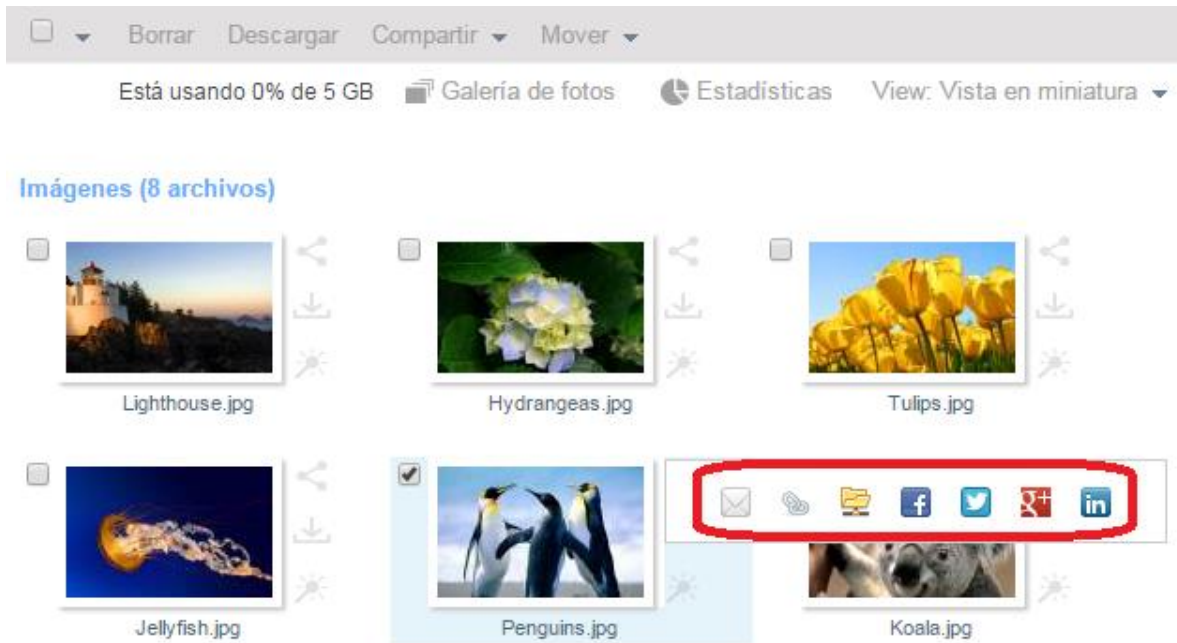 Borrar Descargar Compartir Mover
Está usando 0% de 5 GB Galería de fotos Estadísticas View: Vista en miniatura
Imágenes (8 archivos)
Lighthouse.jpg Hydrangeas.jpg Tulips.jpg
f g+ in
Jellyfish.jpg Penguins.jpg Koala.jpg